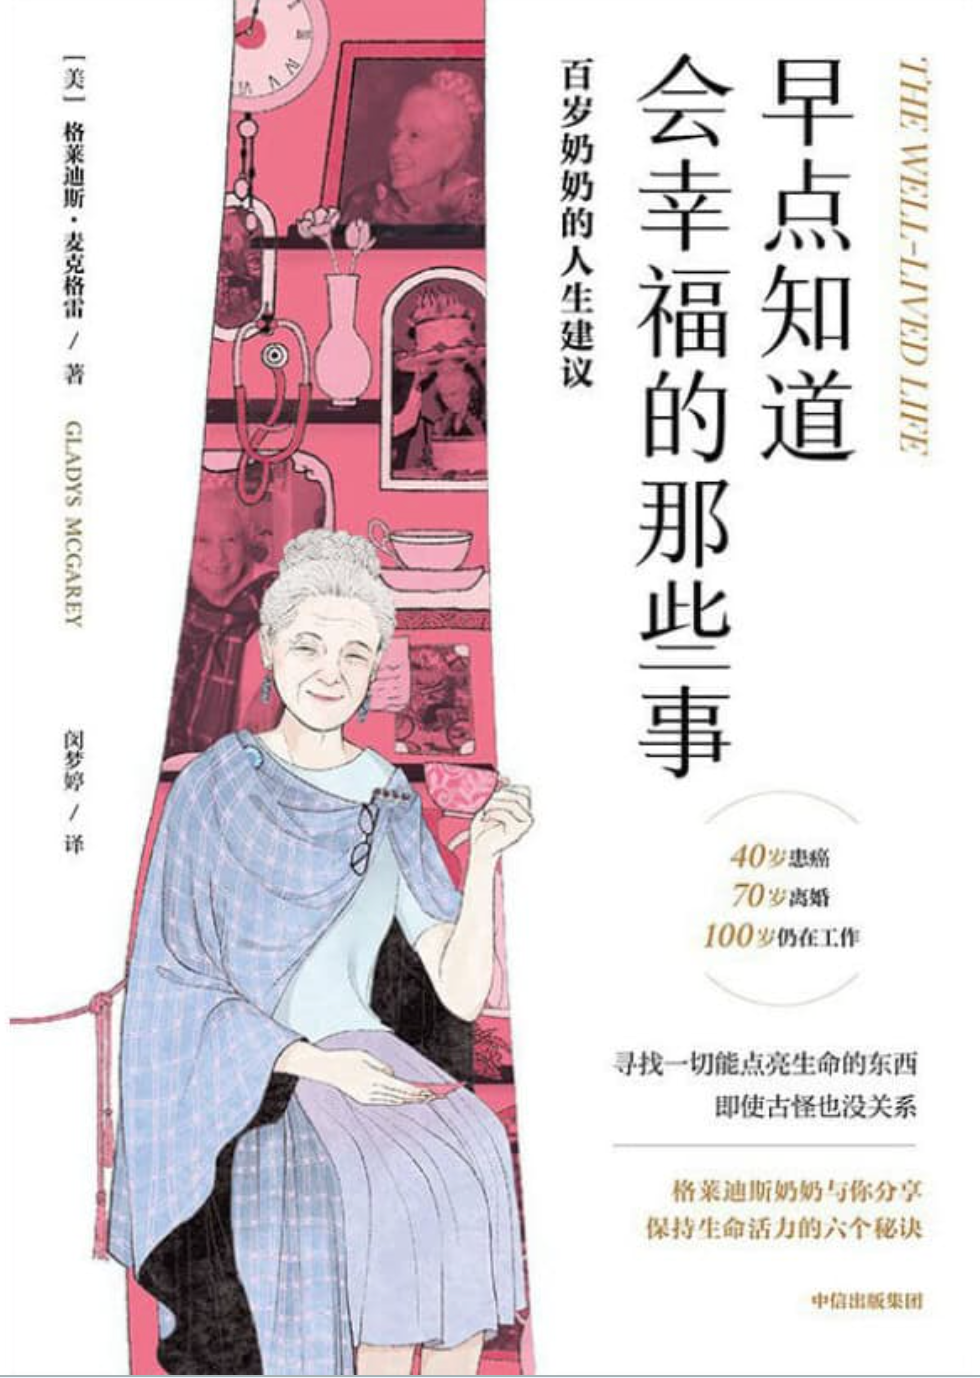 THE WELL-LIVED LIFE
早点知道
会幸福的那些事
百岁奶奶的人生建议
[美] 格莱迪斯·麦克格雷 / 著
GLADYS MCGAREY
闵梦婷 / 译
40岁患癌
70岁离婚
100岁仍在工作
寻找一切能点亮生命的东西
即使古怪也没关系
格莱迪斯奶奶与你分享
保持生命活力的六个秘诀
中信出版集团